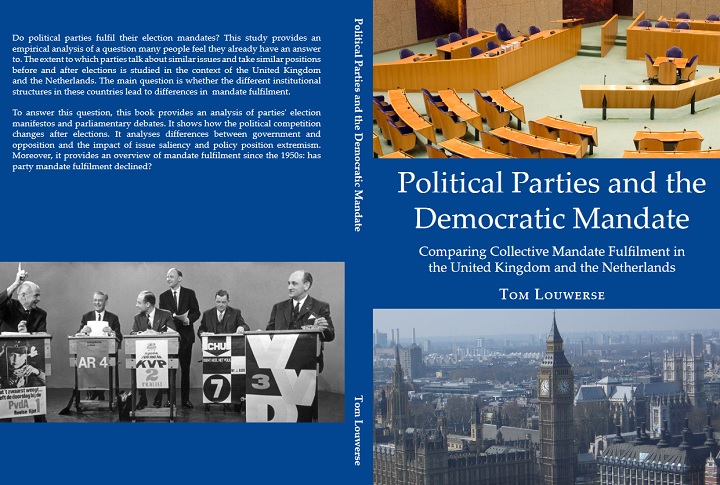 Do political parties fulfil their election mandates? This study provides an
empirical analysis of a question many people feel they already have an answer
to. The extent to which parties talk about similar issues and take similar positions
before and after elections is studied in the context of the United Kingdom
and the Netherlands. The main question is whether the different institutional
structures in these countries lead to differences in mandate fulfilment.
To answer this question, this book provides an analysis of parties' election
manifestos and parliamentary debates. It shows how the political competition
changes after elections. It analyses differences between government and
opposition and the impact of issue saliency and policy position extremism.
Moreover, it provides an overview of mandate fulfilment since the 1950s: has
party mandate fulfilment declined?
PvdA 1
AR 4
KVP
2
CHU
7
VVD
3
Political Parties and the Democratic Mandate
Tom Louwerse
Political Parties and the
Democratic Mandate
Comparing Collective Mandate Fulfilment in
the United Kingdom and the Netherlands
Tom Louwerse